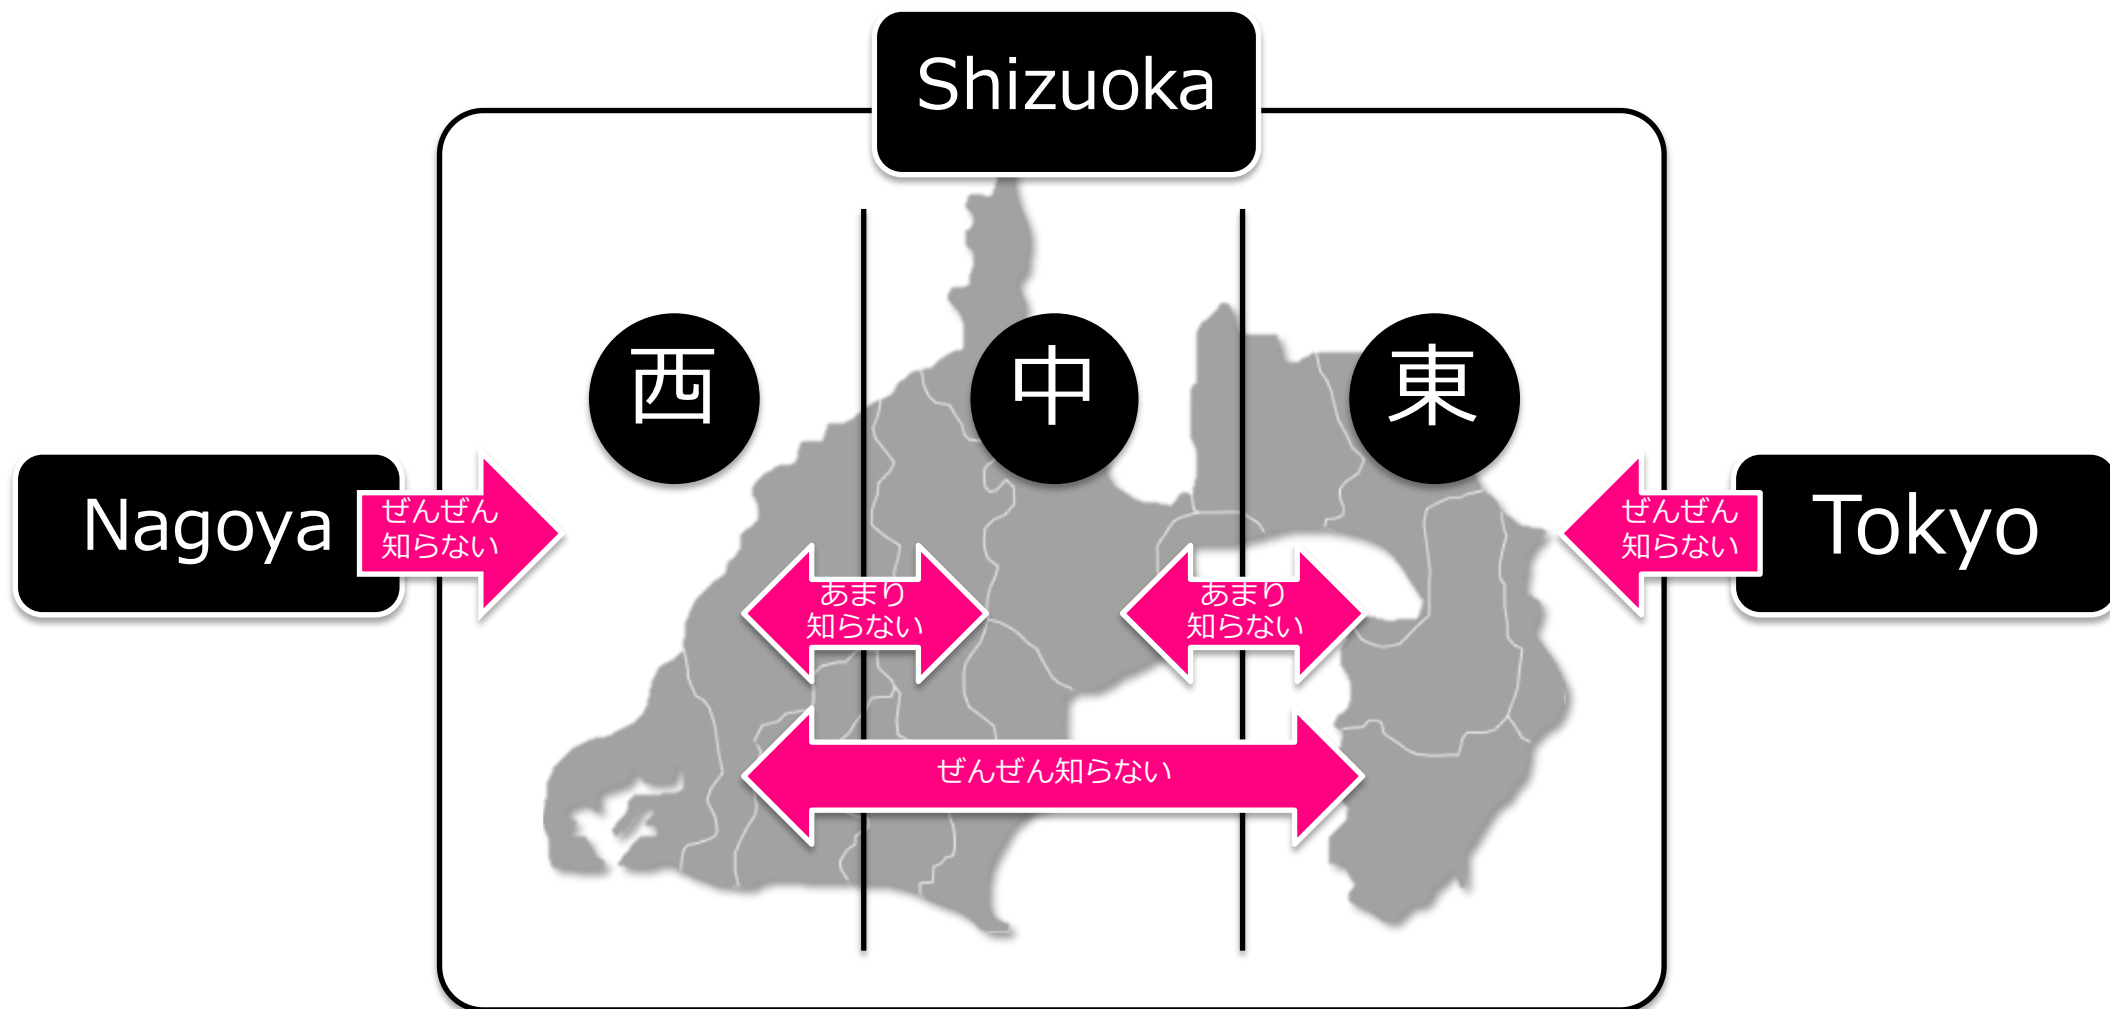 Shizuoka
西
中
東
Nagoya
ぜんぜん
知らない
ぜんぜん
知らない
Tokyo
あまり
知らない
あまり
知らない
ぜんぜん知らない